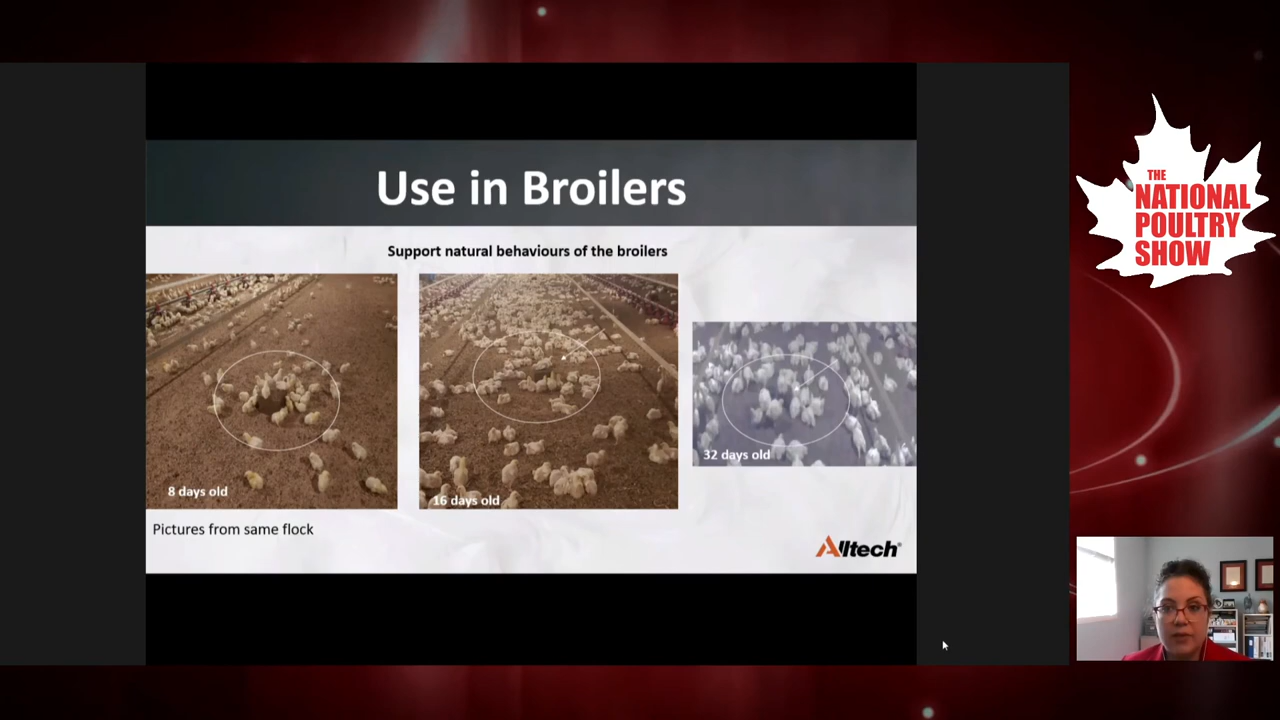 Use in Broilers
Support natural behaviours of the broilers
8 days old
16 days old
32 days old
Pictures from same flock
Alltech®
THE
NATIONAL
POULTRY
SHOW